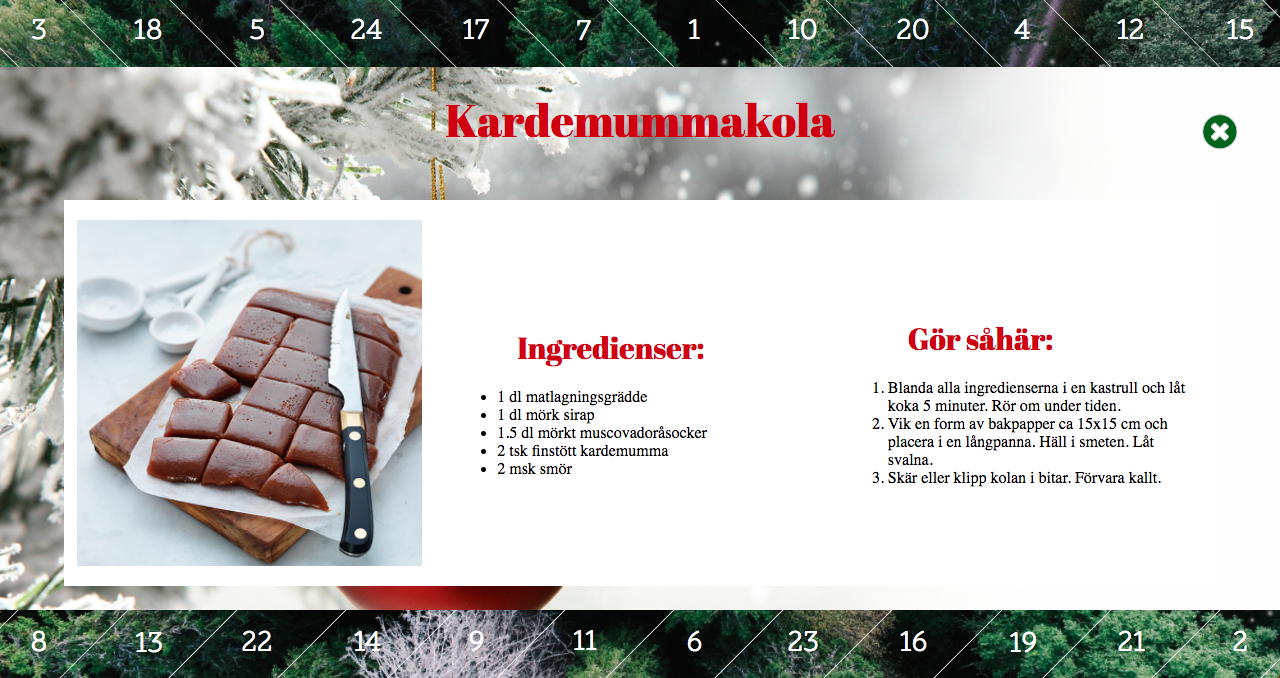 3 18 5 24 17 7 1 10 20 4 12 15
Kardemummakola
Ingredienser:
1 dl matlagningsgrädde
1 dl mörk sirap
1.5 dl mörkt muscovadoråsocker
2 tsk finstött kardemumma
2 msk smör
Gör såhär:
1. Blanda alla ingredienserna i en kastrull och låt
koka 5 minuter. Rör om under tiden.
2. Vik en form av bakpapper ca 15x15 cm och
placera i en långpanna. Häll i smeten. Låt
svalna.
3. Skär eller klipp kolan i bitar. Förvara kallt.
8 13 22 14 9 11 6 23 16 19 21 2